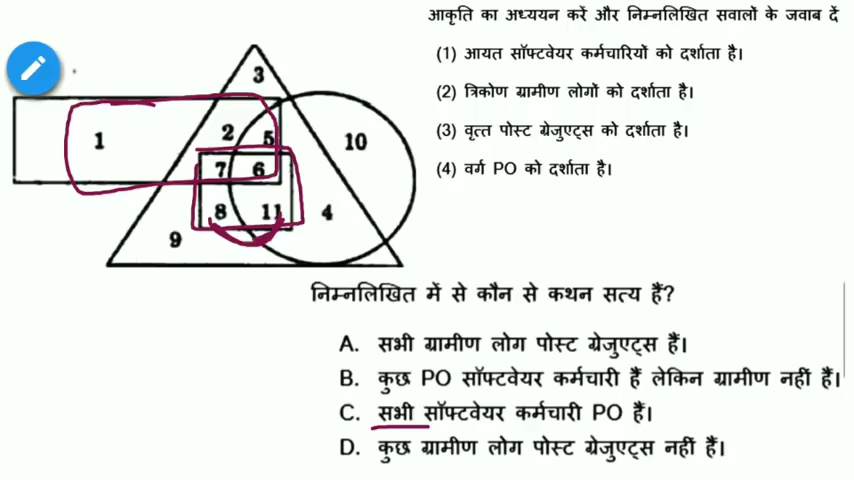 आकृति का अध्ययन करें और निम्नलिखित सवालों के जवाब दें
(1) आयत सॉफ्टवेयर कर्मचारियों को दर्शाता है।
(2) त्रिकोण ग्रामीण लोगों को दर्शाता है।
(3) वृत्त पोस्ट ग्रेजुएट्स को दर्शाता है।
(4) वर्ग PO को दर्शाता है।
3
1
2
5
10
7
6
8
11
4
9
निम्नलिखित में से कौन से कथन सत्य हैं?
A. सभी ग्रामीण लोग पोस्ट ग्रेजुएट्स हैं।
B. कुछ PO सॉफ्टवेयर कर्मचारी हैं लेकिन ग्रामीण नहीं हैं।
C. सभी सॉफ्टवेयर कर्मचारी PO हैं।
D. कुछ ग्रामीण लोग पोस्ट ग्रेजुएट्स नहीं हैं।